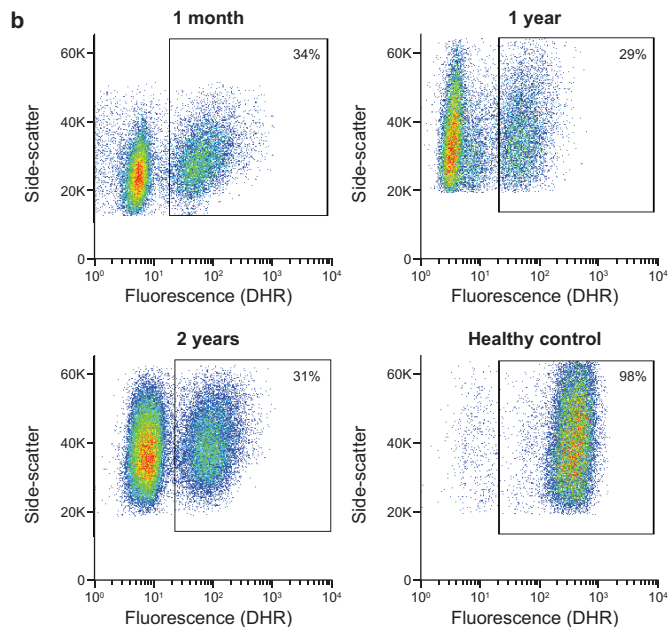 b
1 month
34%
60K
40K
20K
0
Side-scatter
10⁰ 10¹ 10² 10³ 10⁴
Fluorescence (DHR)
1 year
29%
60K
40K
20K
0
Side-scatter
10⁰ 10¹ 10² 10³ 10⁴
Fluorescence (DHR)
2 years
31%
60K
40K
20K
0
Side-scatter
10⁰ 10¹ 10² 10³ 10⁴
Fluorescence (DHR)
Healthy control
98%
60K
40K
20K
0
Side-scatter
10⁰ 10¹ 10² 10³ 10⁴
Fluorescence (DHR)